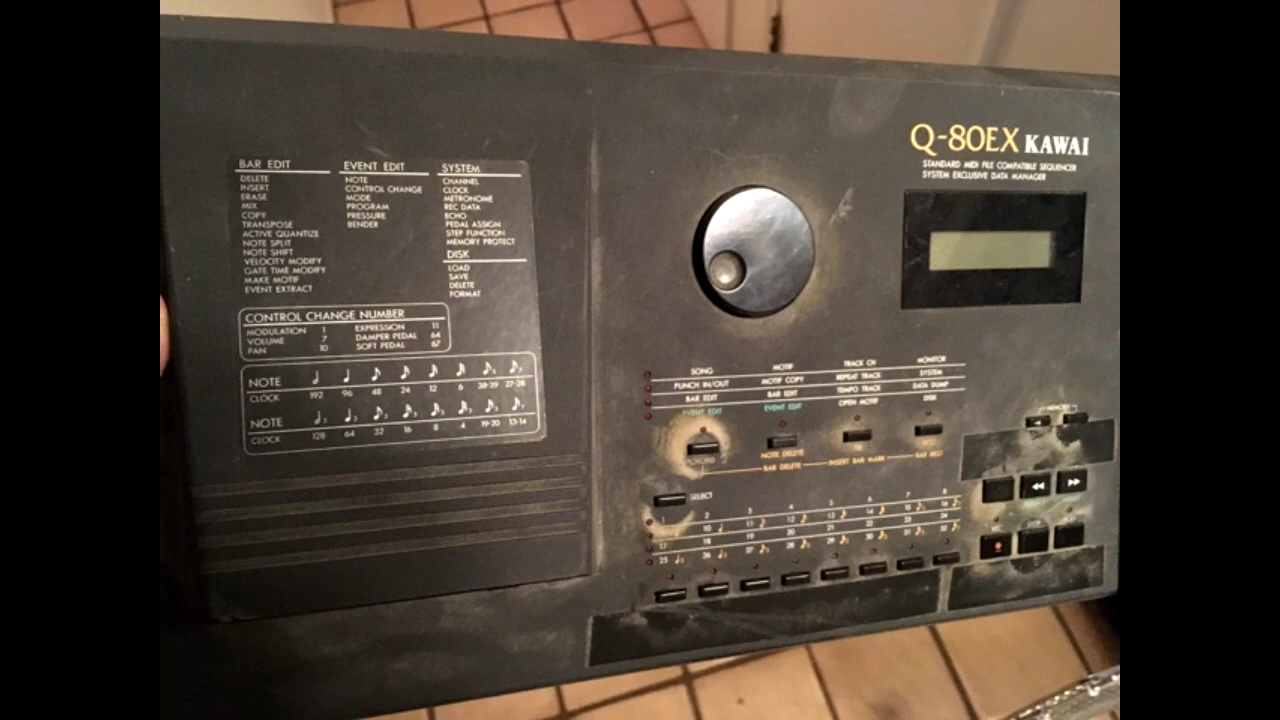 Q-80EX KAWAI
STANDARD MIDI FILE COMPATIBLE SEQUENCER
SYSTEM EXCLUSIVE DATA MANAGER
BAR EDIT
DELETE
INSERT
ERASE
MIX
COPY
TRANSPOSE
ACTIVE QUANTIZE
NOTE SPLIT
NOTE SHIFT
VELOCITY MODIFY
GATE TIME MODIFY
MAKE MOTIF
EVENT EXTRACT
EVENT EDIT
NOTE
CONTROL CHANGE
MODE
PROGRAM
PRESSURE
BENDER
SYSTEM
CHANNEL
CLOCK
METRONOME
REC DATA
ECHO
PEDAL ASSIGN
STEP FUNCTION
MEMORY PROTECT
DISK
LOAD
SAVE
DELETE
FORMAT
CONTROL CHANGE NUMBER
MODULATION 1 EXPRESSION 11
VOLUME 7 DAMPER PEDAL 64
PAN 10 SOFT PEDAL 67
NOTE
CLOCK 192 96 48 24 12 6 38-39 27-28
NOTE
CLOCK 128 64 32 16 8 4 19-20 13-14
SONG MOTIF TRACK CH MONITOR
PUNCH IN/OUT MOTIF COPY REPEAT TRACK SYSTEM
BAR EDIT BAR EDIT TEMPO TRACK DATA DUMP
EVENT EDIT EVENT EDIT OPEN MOTIF DISK
NOTE DELETE
BAR DELETE INSERT BAR MARK BAR REST
SELECT
1 2 3 4 5 6 7 8
10 11 12 13 14 15 16
17 18 19 20 21 22 23 24
25 26 27 28 29 30 31 32